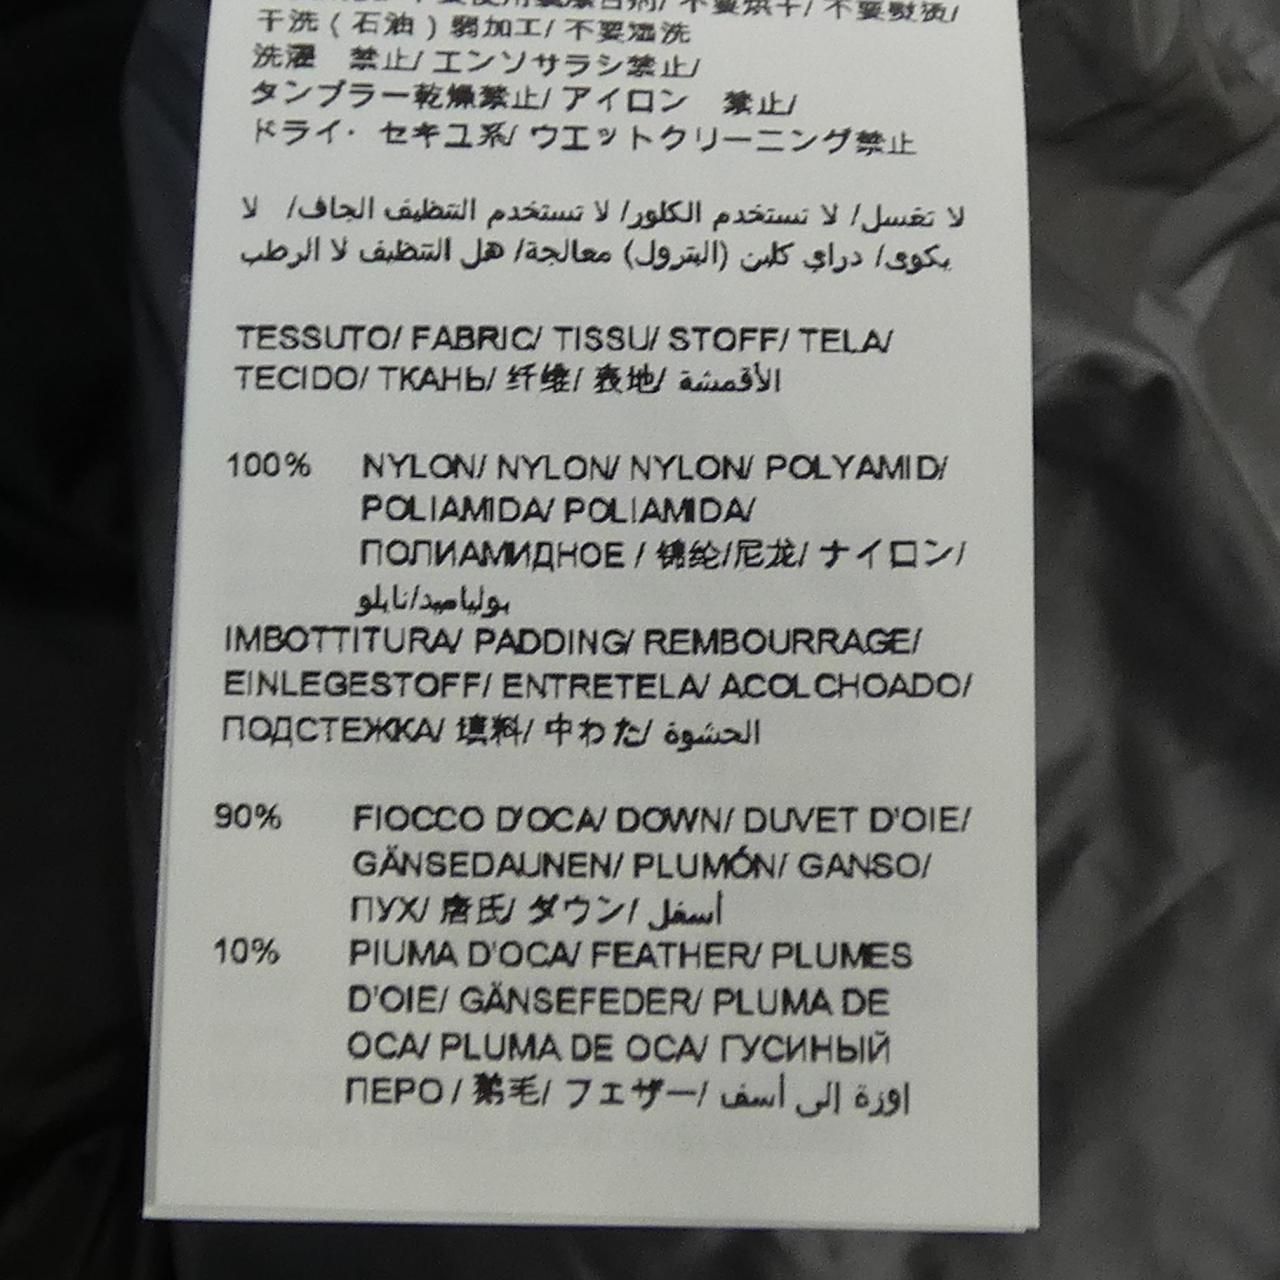 干洗 ( 石油 ) 弱加工/ 不要湿洗
洗濯 禁止/ エンソサラシ禁止/
タンブラー乾燥禁止/ アイロン 禁止/
ドライ· セキユ系/ ウエットクリーニング禁止
لا تغسل/ لا تستخدم الكلور/ لا تستخدم التنظيف الجاف/ لا
يكوى/ دراي كلين (البترول) معالجة/ هل التنظيف لا الرطب
TESSUTO/ FABRIC/ TISSU/ STOFF/ TELA/
TECIDO/ ТКАНЬ/ 纤维/ 表地/ الأقمشة
100% NYLON/ NYLON/ NYLON/ POLYAMID/
POLIAMIDA/ POLIAMIDA/
ПОЛИАМИДНОЕ / 锦纶/尼龙/ ナイロン/
بولياميد/نايلو
IMBOTTITURA/ PADDING/ REMBOURRAGE/
EINLEGESTOFF/ ENTRETELA/ ACOLCHOADO/
ПОДСТЕЖКА/ 填料/ 中わた/ الحشوة
90% FIOCCO D'OCA/ DOWN/ DUVET D'OIE/
GÄNSEDAUNEN/ PLUMÓN/ GANSO/
ПУХ/ 唐氏/ ダウン/ أسفل
10% PIUMA D'OCA/ FEATHER/ PLUMES
D'OIE/ GÄNSEFEDER/ PLUMA DE
OCA/ PLUMA DE OCA/ ГУСИНЫЙ
ПЕРО / 鹅毛/ フェザー/ اوزة إلى أسف